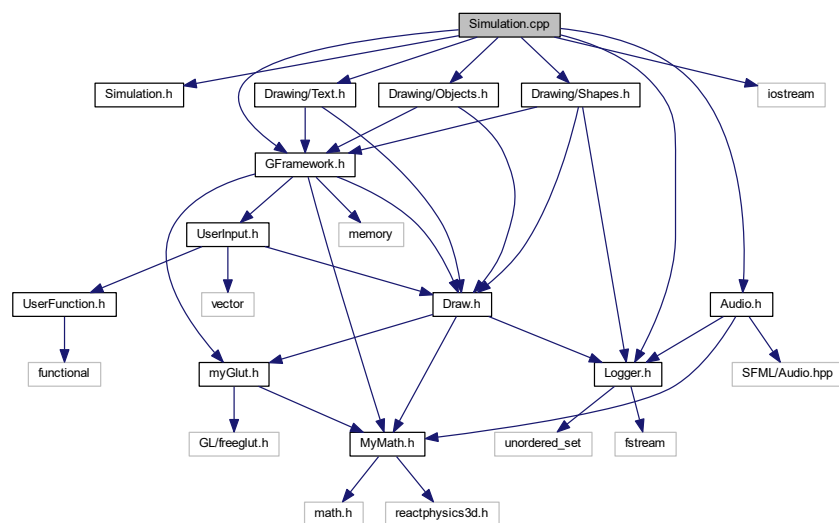 Simulation.cpp
Simulation.h
Drawing/Text.h
Drawing/Objects.h
Drawing/Shapes.h
iostream
GFramework.h
UserInput.h
memory
UserFunction.h
vector
Draw.h
Audio.h
functional
myGlut.h
Logger.h
SFML/Audio.hpp
GL/freeglut.h
MyMath.h
unordered_set
fstream
math.h
reactphysics3d.h